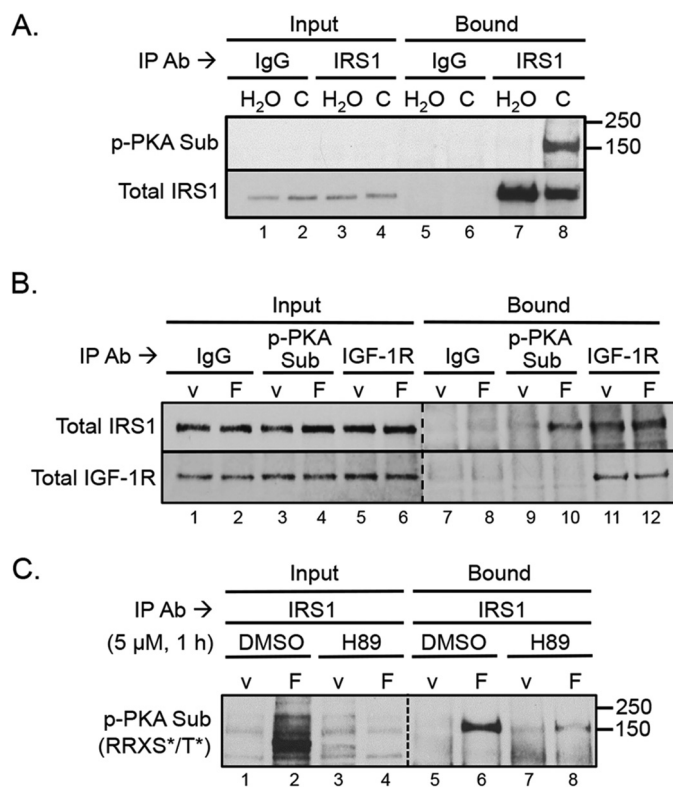 A.
Input Bound
IP Ab → IgG IRS1 IgG IRS1
H₂O C H₂O C H₂O C H₂O C
250
p-PKA Sub 150
Total IRS1
1 2 3 4 5 6 7 8
B.
Input Bound
p-PKA p-PKA
IP Ab → IgG Sub IGF-1R IgG Sub IGF-1R
v F v F v F v F v F v F
Total IRS1
Total IGF-1R
1 2 3 4 5 6 7 8 9 10 11 12
C.
Input Bound
IP Ab → IRS1 IRS1
(5 µM, 1 h) DMSO H89 DMSO H89
v F v F v F v F
250
p-PKA Sub 150
(RRXS*/T*)
1 2 3 4 5 6 7 8